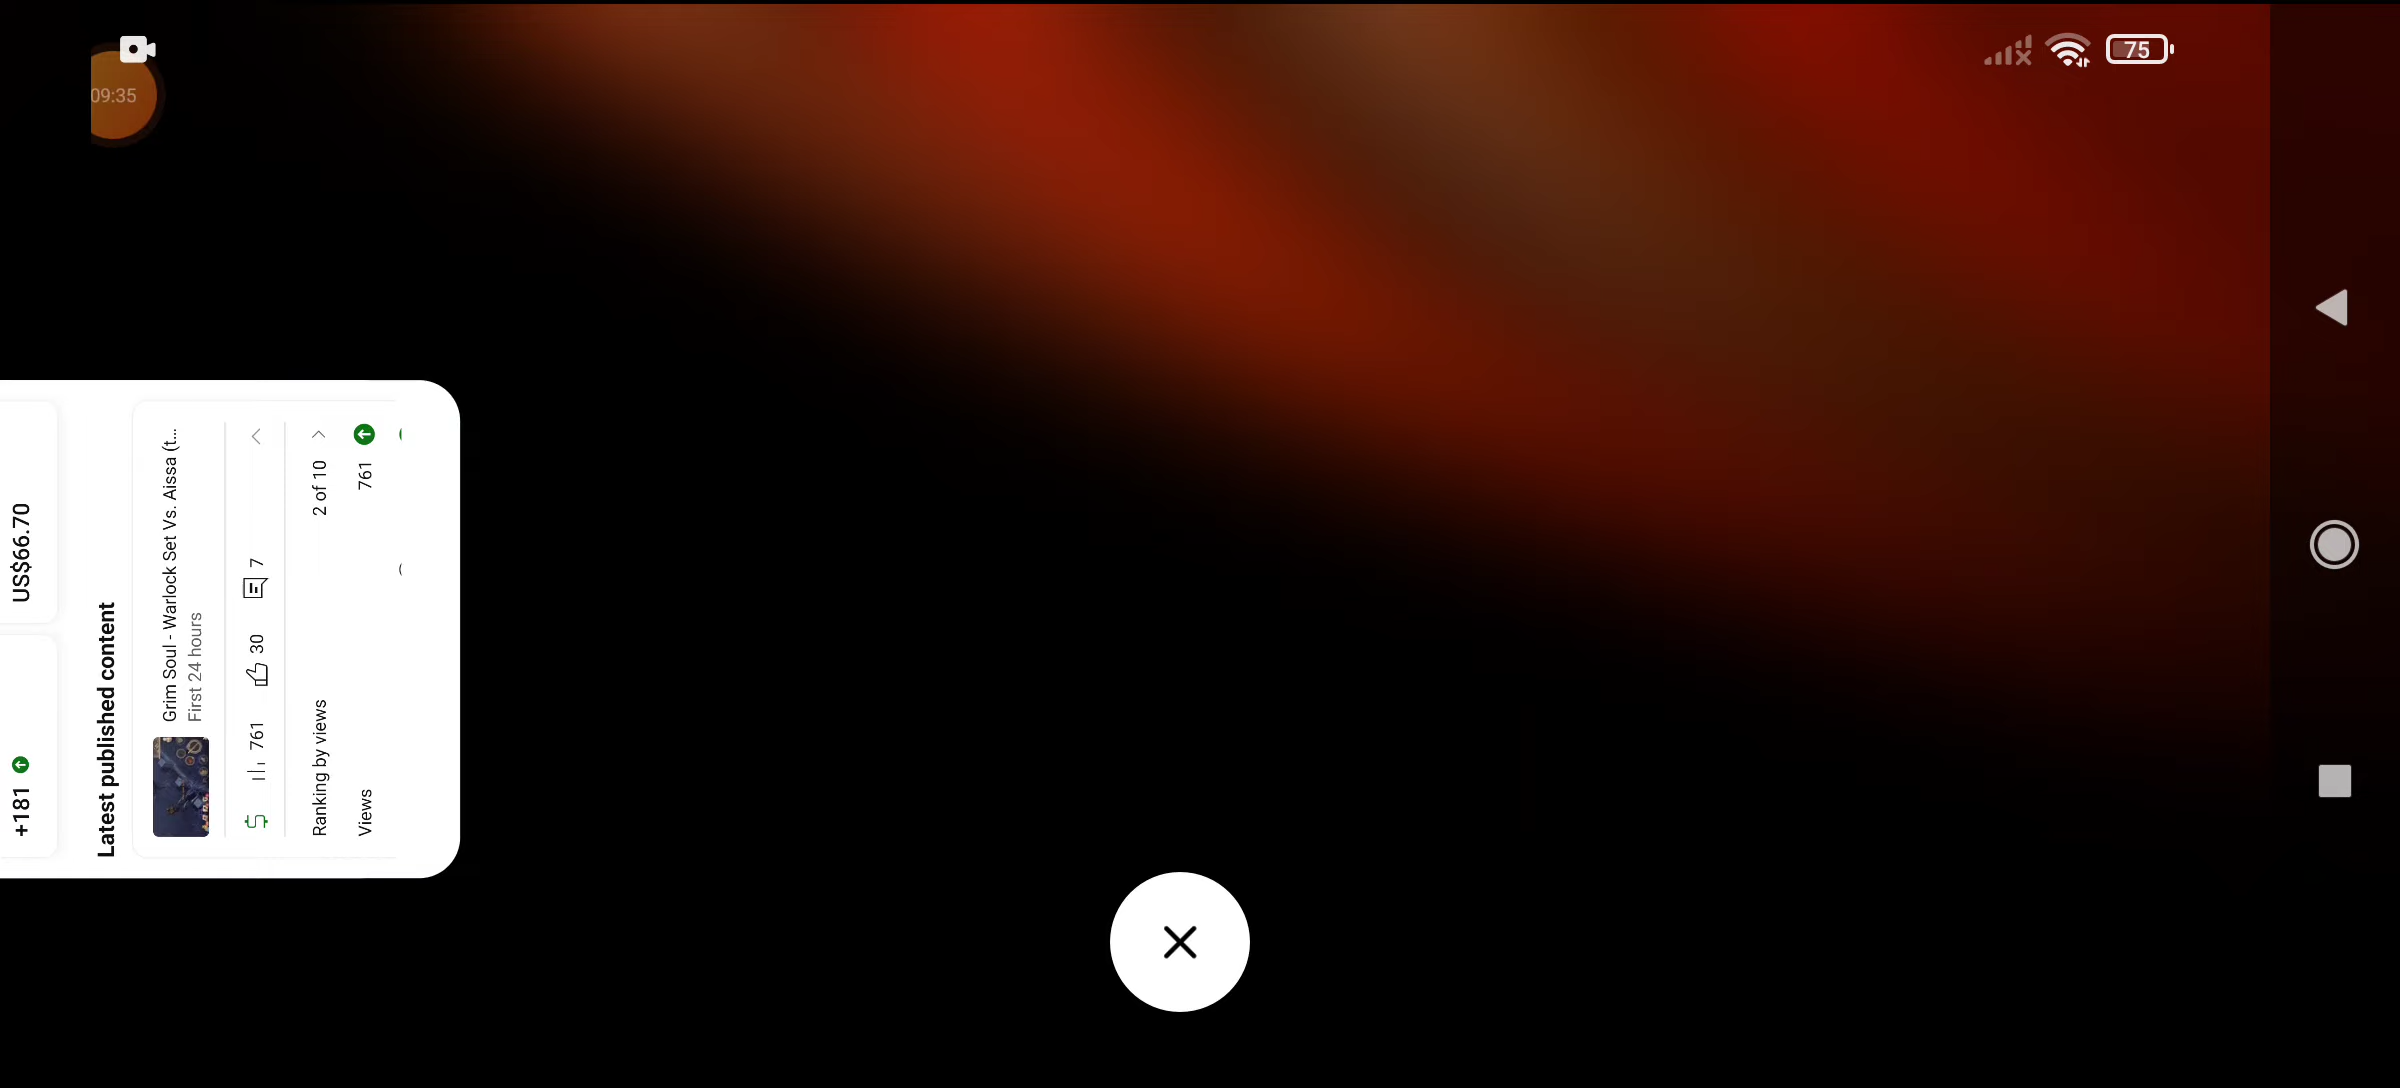 09:35
75
+181
US$66.70
Latest published content
Grim Soul - Warlock Set Vs. Aissa (t...
First 24 hours
761 30 7
Ranking by views 2 of 10
Views 761